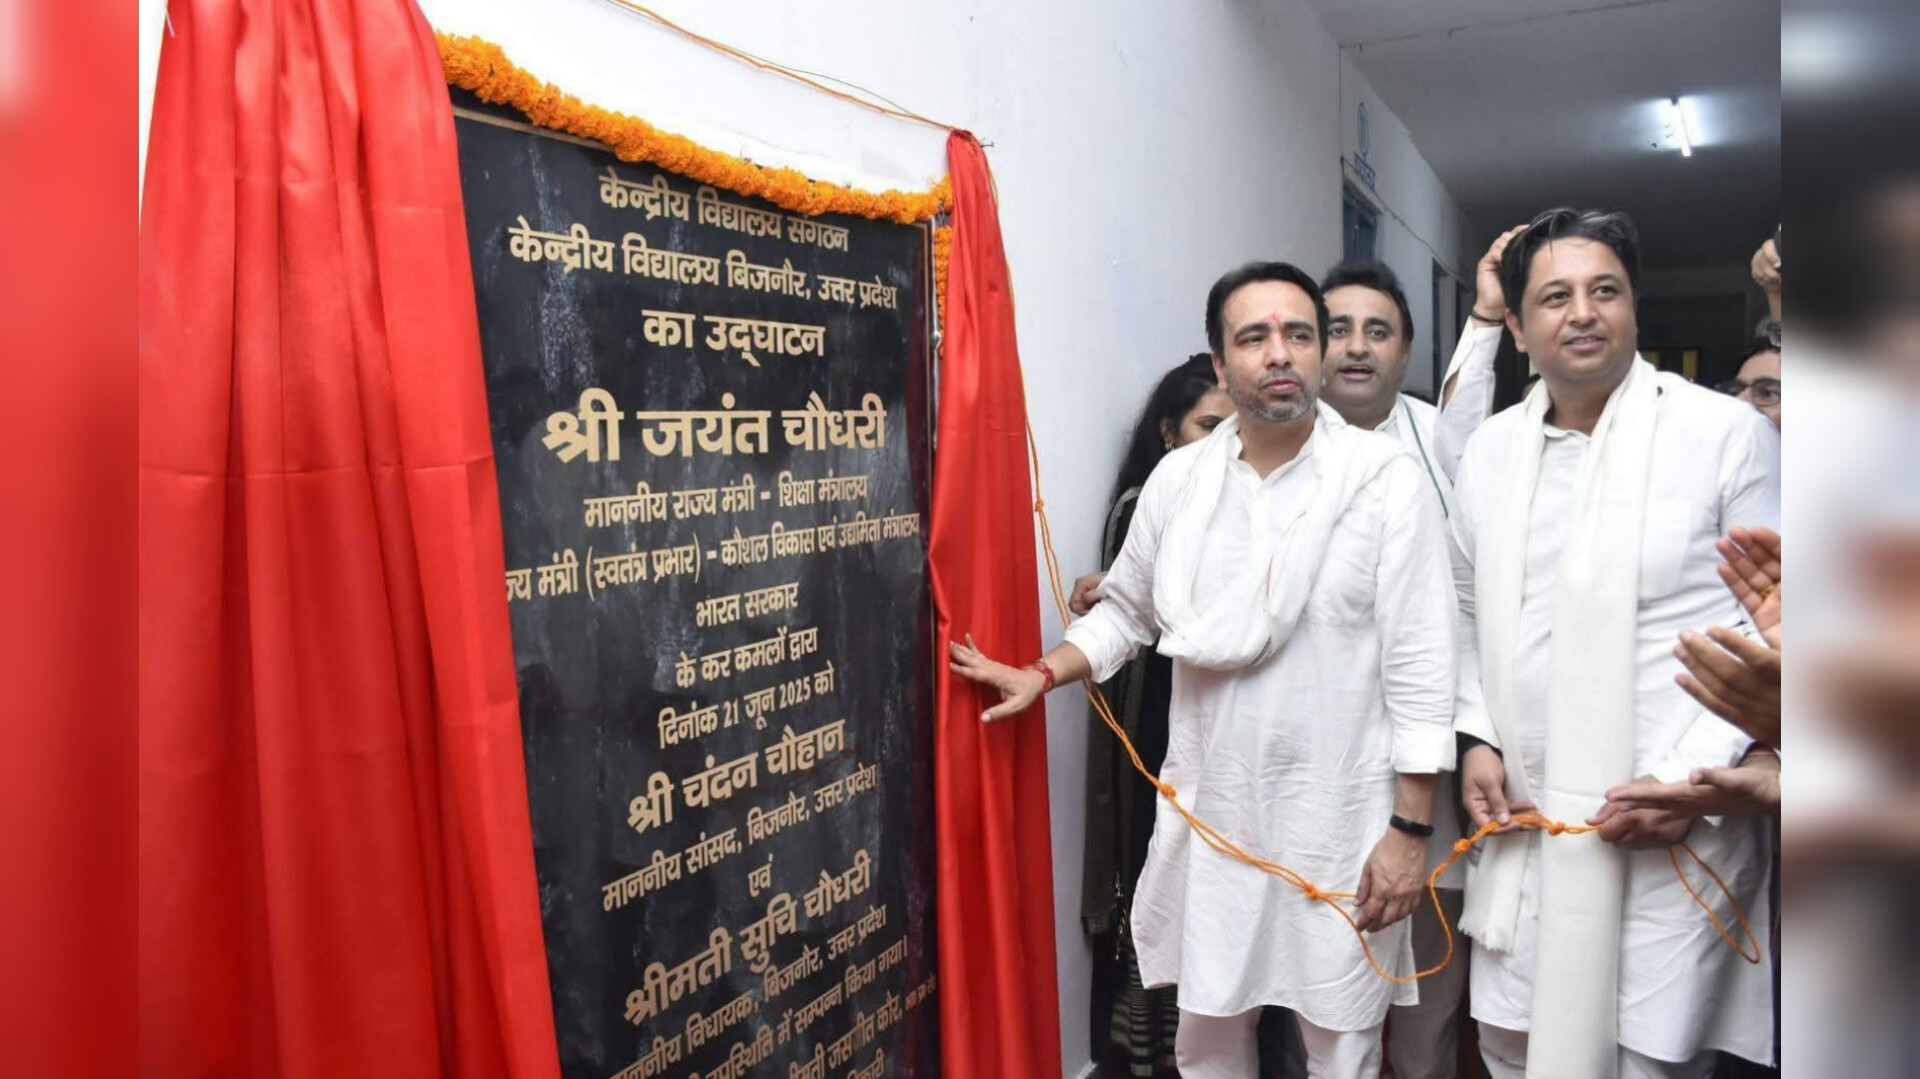 केन्द्रीय विद्यालय संगठन
केन्द्रीय विद्यालय बिजनौर, उत्तर प्रदेश
का उद्घाटन
श्री जयंत चौधरी
माननीय राज्य मंत्री - शिक्षा मंत्रालय
ज्य मंत्री (स्वतंत्र प्रभार) - कौशल विकास एवं उद्यमिता मंत्रालय
भारत सरकार
के कर कमलों द्वारा
दिनांक 21 जून 2025 को
श्री चंदन चौहान
माननीय सांसद, बिजनौर, उत्तर प्रदेश
एवं
श्रीमती सुचि चौधरी
माननीय विधायक, बिजनौर, उत्तर प्रदेश
उपस्थिति में सम्पन्न किया गया।
जसजीत कौर,